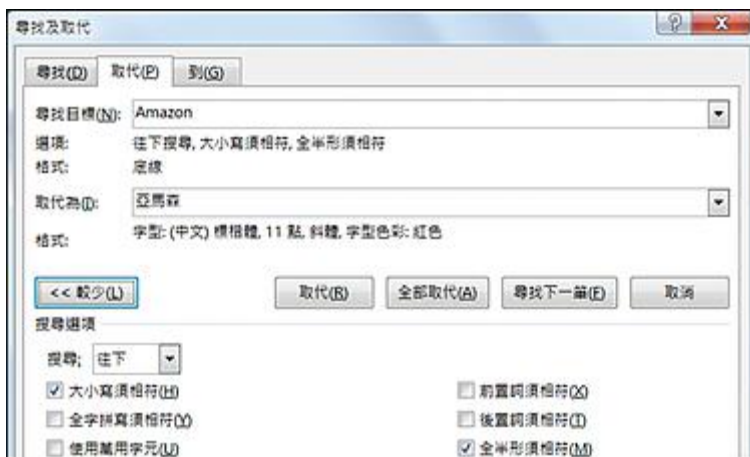 尋找及取代
尋找(D) 取代(P) 到(G)
尋找目標(N): Amazon
選項: 往下搜尋, 大小寫須相符, 全半形須相符
格式: 底線
取代為(I): 亞馬森
格式: 字型: (中文) 標楷體, 11 點, 斜體, 字型色彩: 紅色
<< 較少(L) 取代(R) 全部取代(A) 尋找下一筆(F) 取消
搜尋選項
搜尋: 往下
大小寫須相符(H) 前置詞須相符(X)
全字拼寫須相符(Y) 後置詞須相符(T)
使用萬用字元(U) 全半形須相符(M)